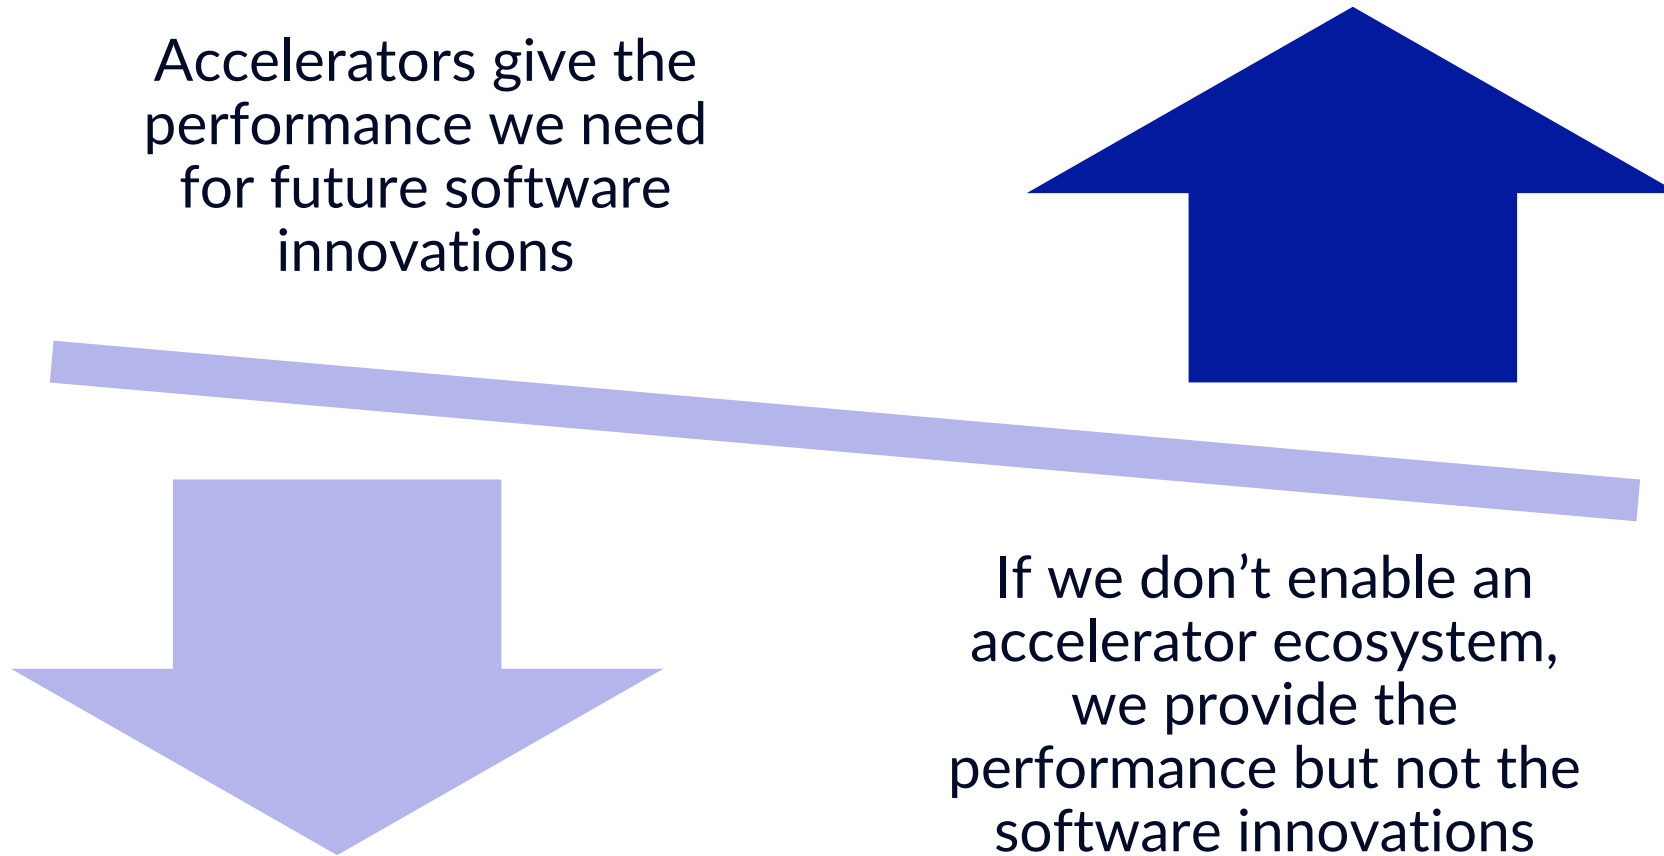 Accelerators give the
performance we need
for future software
innovations
If we don’t enable an
accelerator ecosystem,
we provide the
performance but not the
software innovations